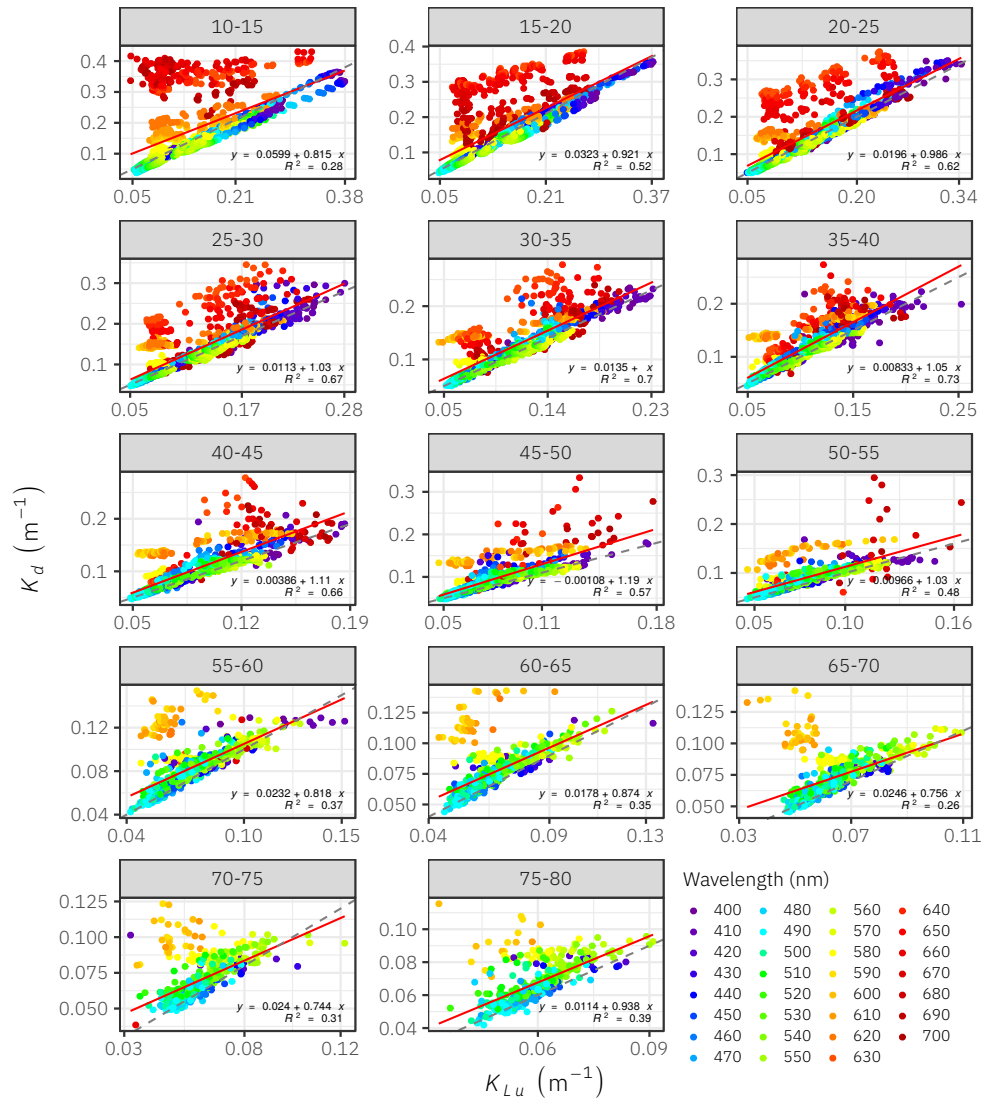 10-15 15-20 20-25
0.4 0.3 0.2 0.1
0.4 0.3 0.2 0.1
0.3 0.2 0.1
y = 0.0599 + 0.815 x
R² = 0.28
y = 0.0323 + 0.921 x
R² = 0.52
y = 0.0196 + 0.986 x
R² = 0.62
0.05 0.21 0.38
0.05 0.21 0.37
0.05 0.20 0.34
25-30 30-35 35-40
0.3 0.2 0.1
0.2 0.1
0.2 0.1
y = 0.0113 + 1.03 x
R² = 0.67
y = 0.0135 + x
R² = 0.7
y = 0.00833 + 1.05 x
R² = 0.73
0.05 0.17 0.28
0.05 0.14 0.23
0.05 0.15 0.25
40-45 45-50 50-55
0.2 0.1
0.3 0.2 0.1
0.3 0.2 0.1
y = 0.00386 + 1.11 x
R² = 0.66
y = − 0.00108 + 1.19 x
R² = 0.57
y = 0.00966 + 1.03 x
R² = 0.48
0.05 0.12 0.19
0.05 0.11 0.18
0.05 0.10 0.16
K_d (m⁻¹)
55-60 60-65 65-70
0.12 0.08 0.04
0.125 0.100 0.075 0.050
0.125 0.100 0.075 0.050
y = 0.0232 + 0.818 x
R² = 0.37
y = 0.0178 + 0.874 x
R² = 0.35
y = 0.0246 + 0.756 x
R² = 0.26
0.04 0.10 0.15
0.04 0.09 0.13
0.03 0.07 0.11
70-75 75-80
0.125 0.100 0.075 0.050
0.10 0.08 0.06 0.04
y = 0.024 + 0.744 x
R² = 0.31
y = 0.0114 + 0.938 x
R² = 0.39
0.03 0.08 0.12
0.06 0.09
K_Lu (m⁻¹)
Wavelength (nm)
400 480 560 640
410 490 570 650
420 500 580 660
430 510 590 670
440 520 600 680
450 530 610 690
460 540 620 700
470 550 630